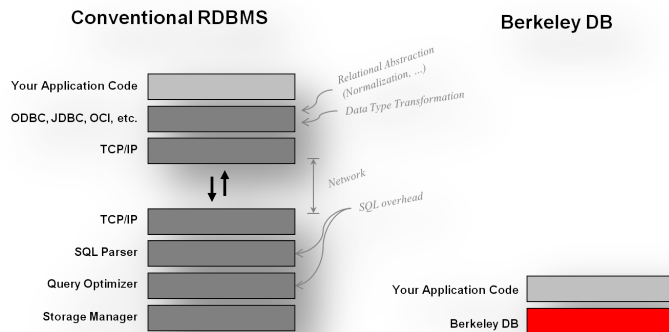 Conventional RDBMS
Berkeley DB
Your Application Code
Relational Abstraction
(Normalization, ...)
ODBC, JDBC, OCI, etc.
Data Type Transformation
TCP/IP
Network
TCP/IP
SQL overhead
SQL Parser
Query Optimizer
Your Application Code
Storage Manager
Berkeley DB